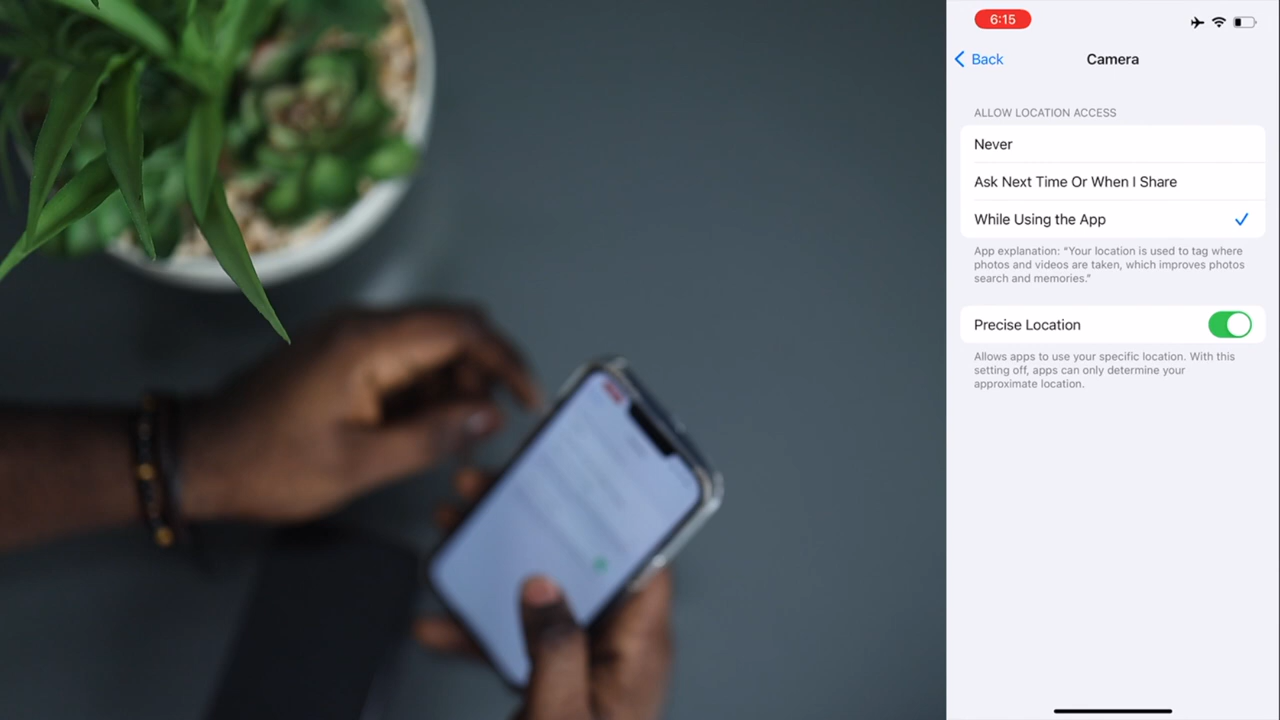 6:15
Back
Camera
ALLOW LOCATION ACCESS
Never
Ask Next Time Or When I Share
While Using the App
App explanation: “Your location is used to tag where
photos and videos are taken, which improves photos
search and memories.”
Precise Location
Allows apps to use your specific location. With this
setting off, apps can only determine your
approximate location.